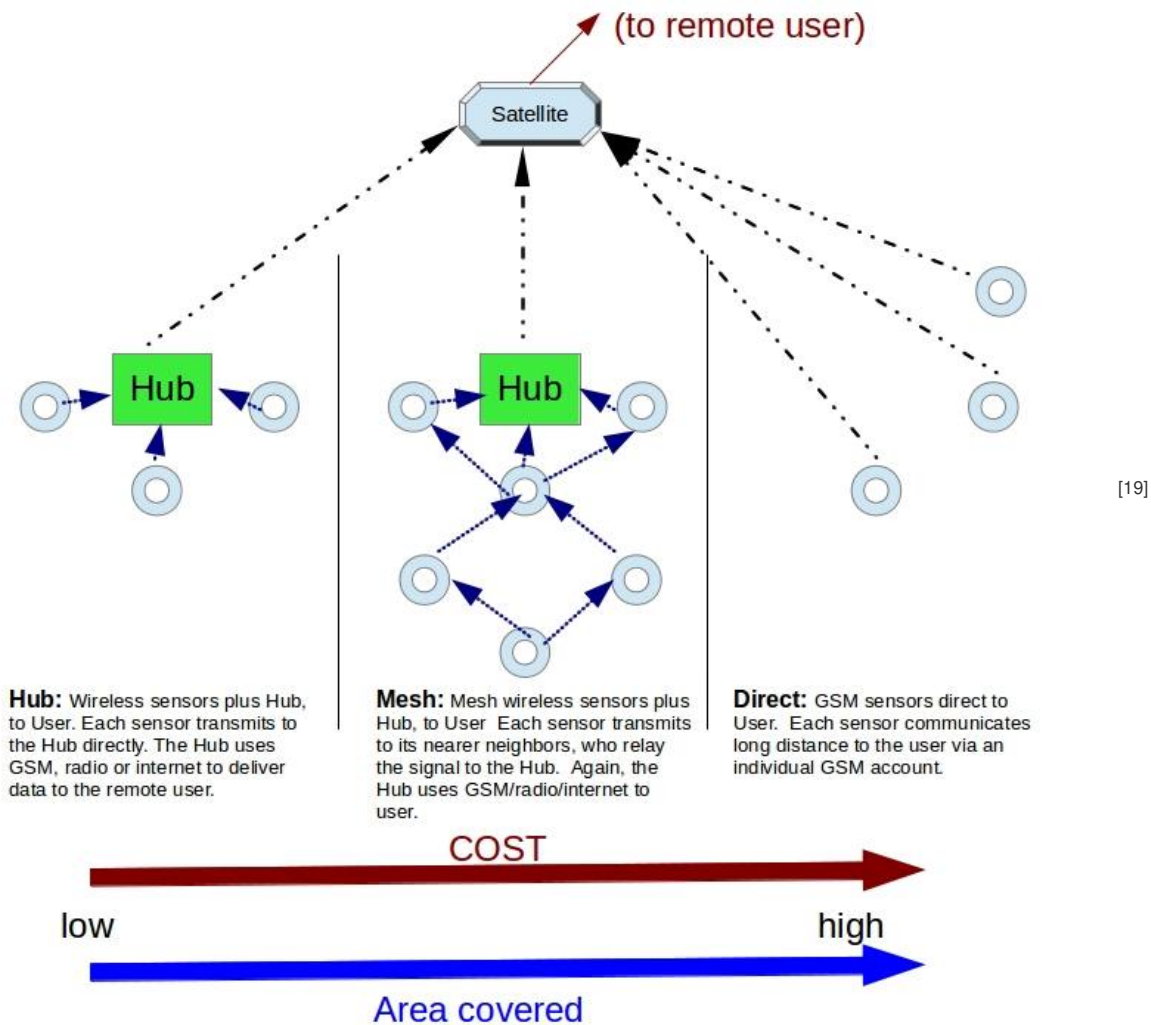 (to remote user)
Satellite
Hub
Hub
[19]
Hub: Wireless sensors plus Hub,
to User. Each sensor transmits to
the Hub directly. The Hub uses
GSM, radio or internet to deliver
data to the remote user.
Mesh: Mesh wireless sensors plus
Hub, to User  Each sensor transmits
to its nearer neighbors, who relay
the signal to the Hub.  Again, the
Hub uses GSM/radio/internet to
user.
Direct: GSM sensors direct to
User.  Each sensor communicates
long distance to the user via an
individual GSM account.
COST
low
high
Area covered